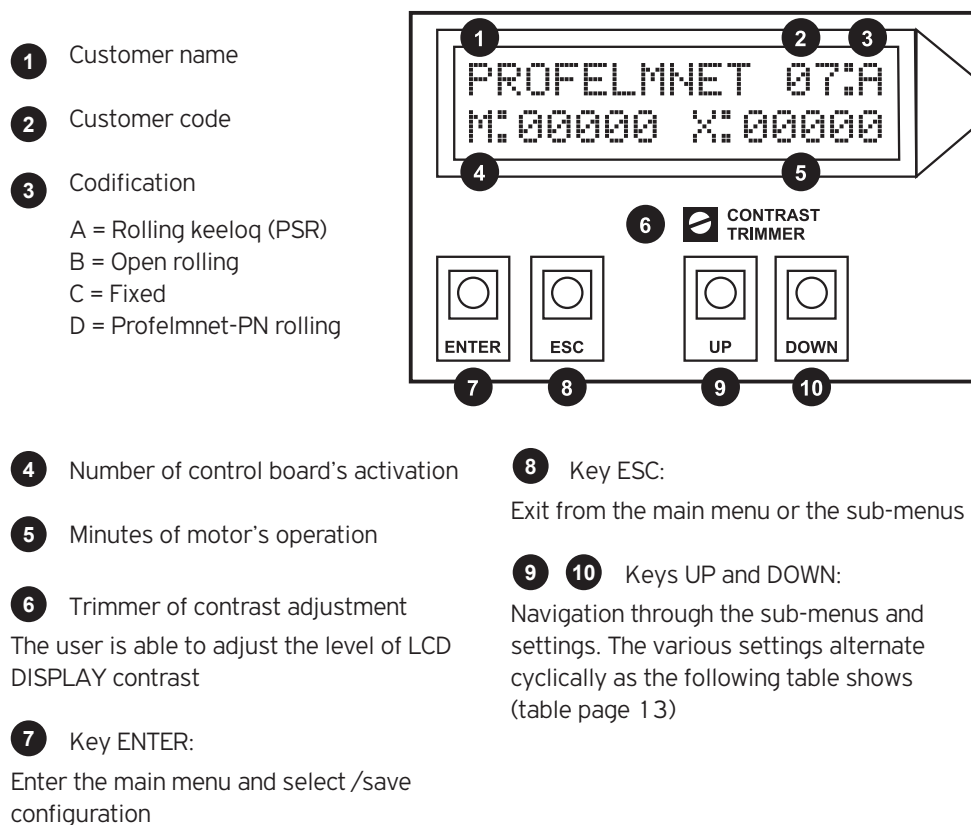 1 Customer name
2 Customer code
3 Codification
A = Rolling keeloq (PSR)
B = Open rolling
C = Fixed
D = Profelmnet-PN rolling
1 2 3
PROFELMNET 07:A
M:00000 X:00000
4 5
6 CONTRAST
TRIMMER
ENTER ESC UP DOWN
7 8 9 10
4 Number of control board's activation
5 Minutes of motor's operation
6 Trimmer of contrast adjustment
The user is able to adjust the level of LCD
DISPLAY contrast
7 Key ENTER:
Enter the main menu and select /save
configuration
8 Key ESC:
Exit from the main menu or the sub-menus
9 10 Keys UP and DOWN:
Navigation through the sub-menus and
settings. The various settings alternate
cyclically as the following table shows
(table page 13)